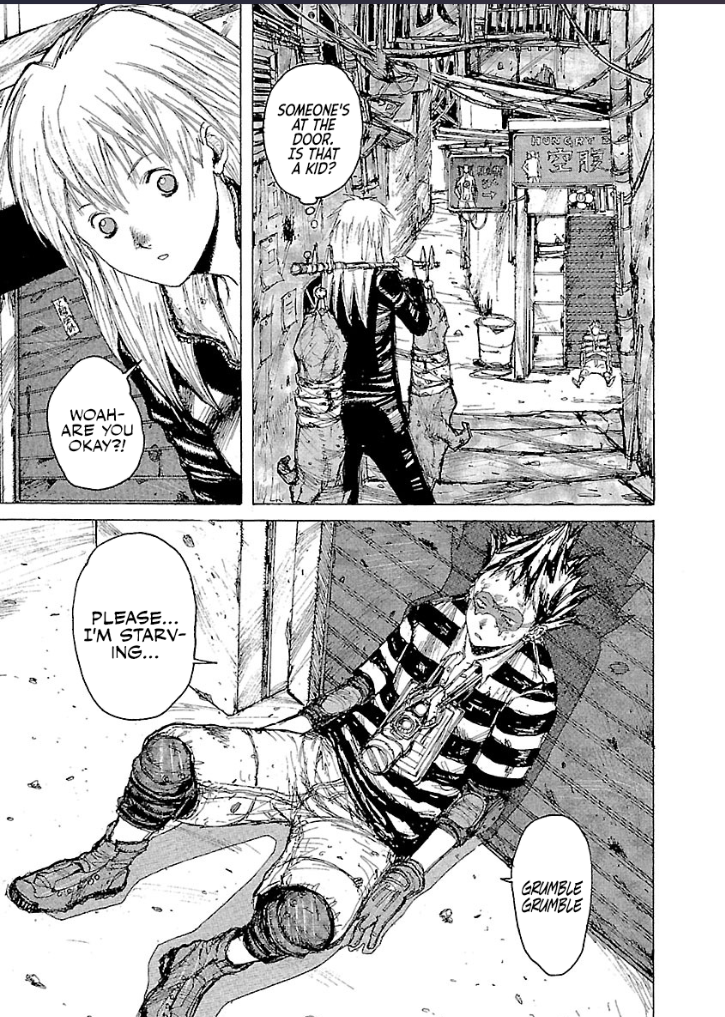 SOMEONE'S
AT THE
DOOR.
IS THAT
A KID?
HUNGRY
空腹
WOAH-
ARE YOU
OKAY?!
PLEASE...
I'M STARV-
ING...
GRUMBLE
GRUMBLE